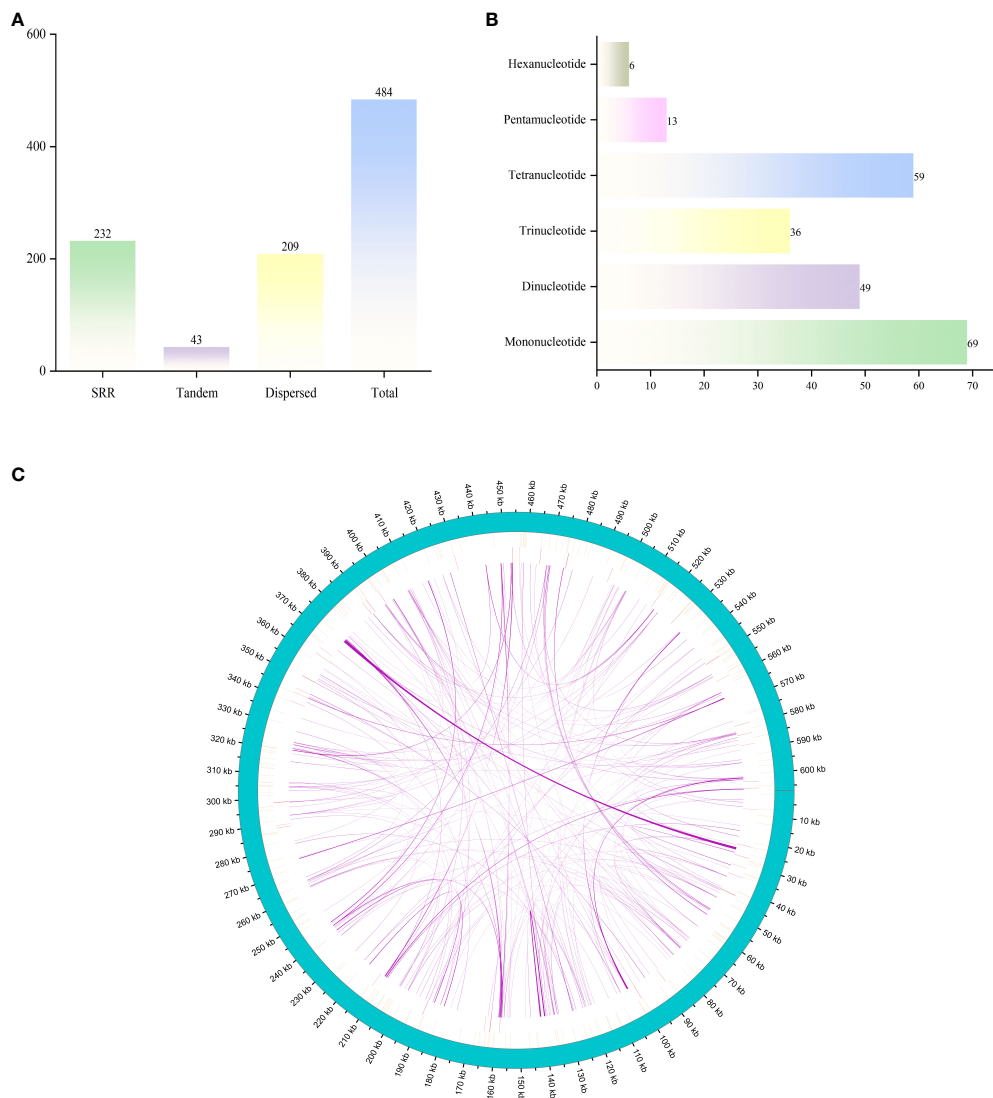 A
600
400
200
0
232
43
209
484
SRR
Tandem
Dispersed
Total
B
Hexanucleotide
Pentamucleotide
Tetranucleotide
Trinucleotide
Dinucleotide
Mononucleotide
6
13
59
36
49
69
0 10 20 30 40 50 60 70
C
10 kb
20 kb
30 kb
40 kb
50 kb
60 kb
70 kb
80 kb
90 kb
100 kb
110 kb
120 kb
130 kb
140 kb
150 kb
160 kb
170 kb
180 kb
190 kb
200 kb
210 kb
220 kb
230 kb
240 kb
250 kb
260 kb
270 kb
280 kb
290 kb
300 kb
310 kb
320 kb
330 kb
340 kb
350 kb
360 kb
370 kb
380 kb
390 kb
400 kb
410 kb
420 kb
430 kb
440 kb
450 kb
460 kb
470 kb
480 kb
490 kb
500 kb
510 kb
520 kb
530 kb
540 kb
550 kb
560 kb
570 kb
580 kb
590 kb
600 kb